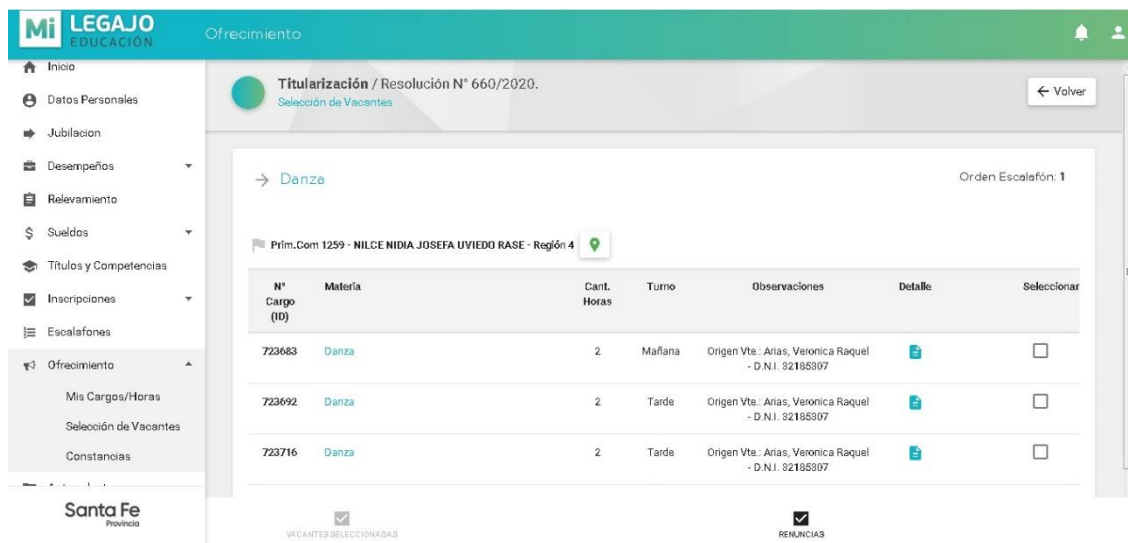 Mi LEGAJO
EDUCACIÓN
Ofrecimiento
Inicio
Datos Personales
Jubilacion
Desempeños
Relevamiento
Sueldos
Títulos y Competencias
Inscripciones
Escalafones
Ofrecimiento
Mis Cargos/Horas
Selección de Vacantes
Constancias
Santa Fe
Provincia
Titularización / Resolución N° 660/2020.
Selección de Vacantes
Volver
Danza
Orden Escalafón: 1
Prim.Com 1259 - NILCE NIDIA JOSEFA UVIEDO RASE - Región 4
N° Cargo (ID) Materia Cant. Horas Turno Observaciones Detalle Seleccionar
723683 Danza 2 Mañana Origen Vte.: Arias, Veronica Raquel
- D.N.I. 32185307
723692 Danza 2 Tarde Origen Vte.: Arias, Veronica Raquel
- D.N.I. 32185307
723716 Danza 2 Tarde Origen Vte.: Arias, Veronica Raquel
- D.N.I. 32185307
VACANTES SELECCIONADAS
RENUNCIAS